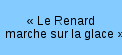 « Le Renard
marche sur la glace »